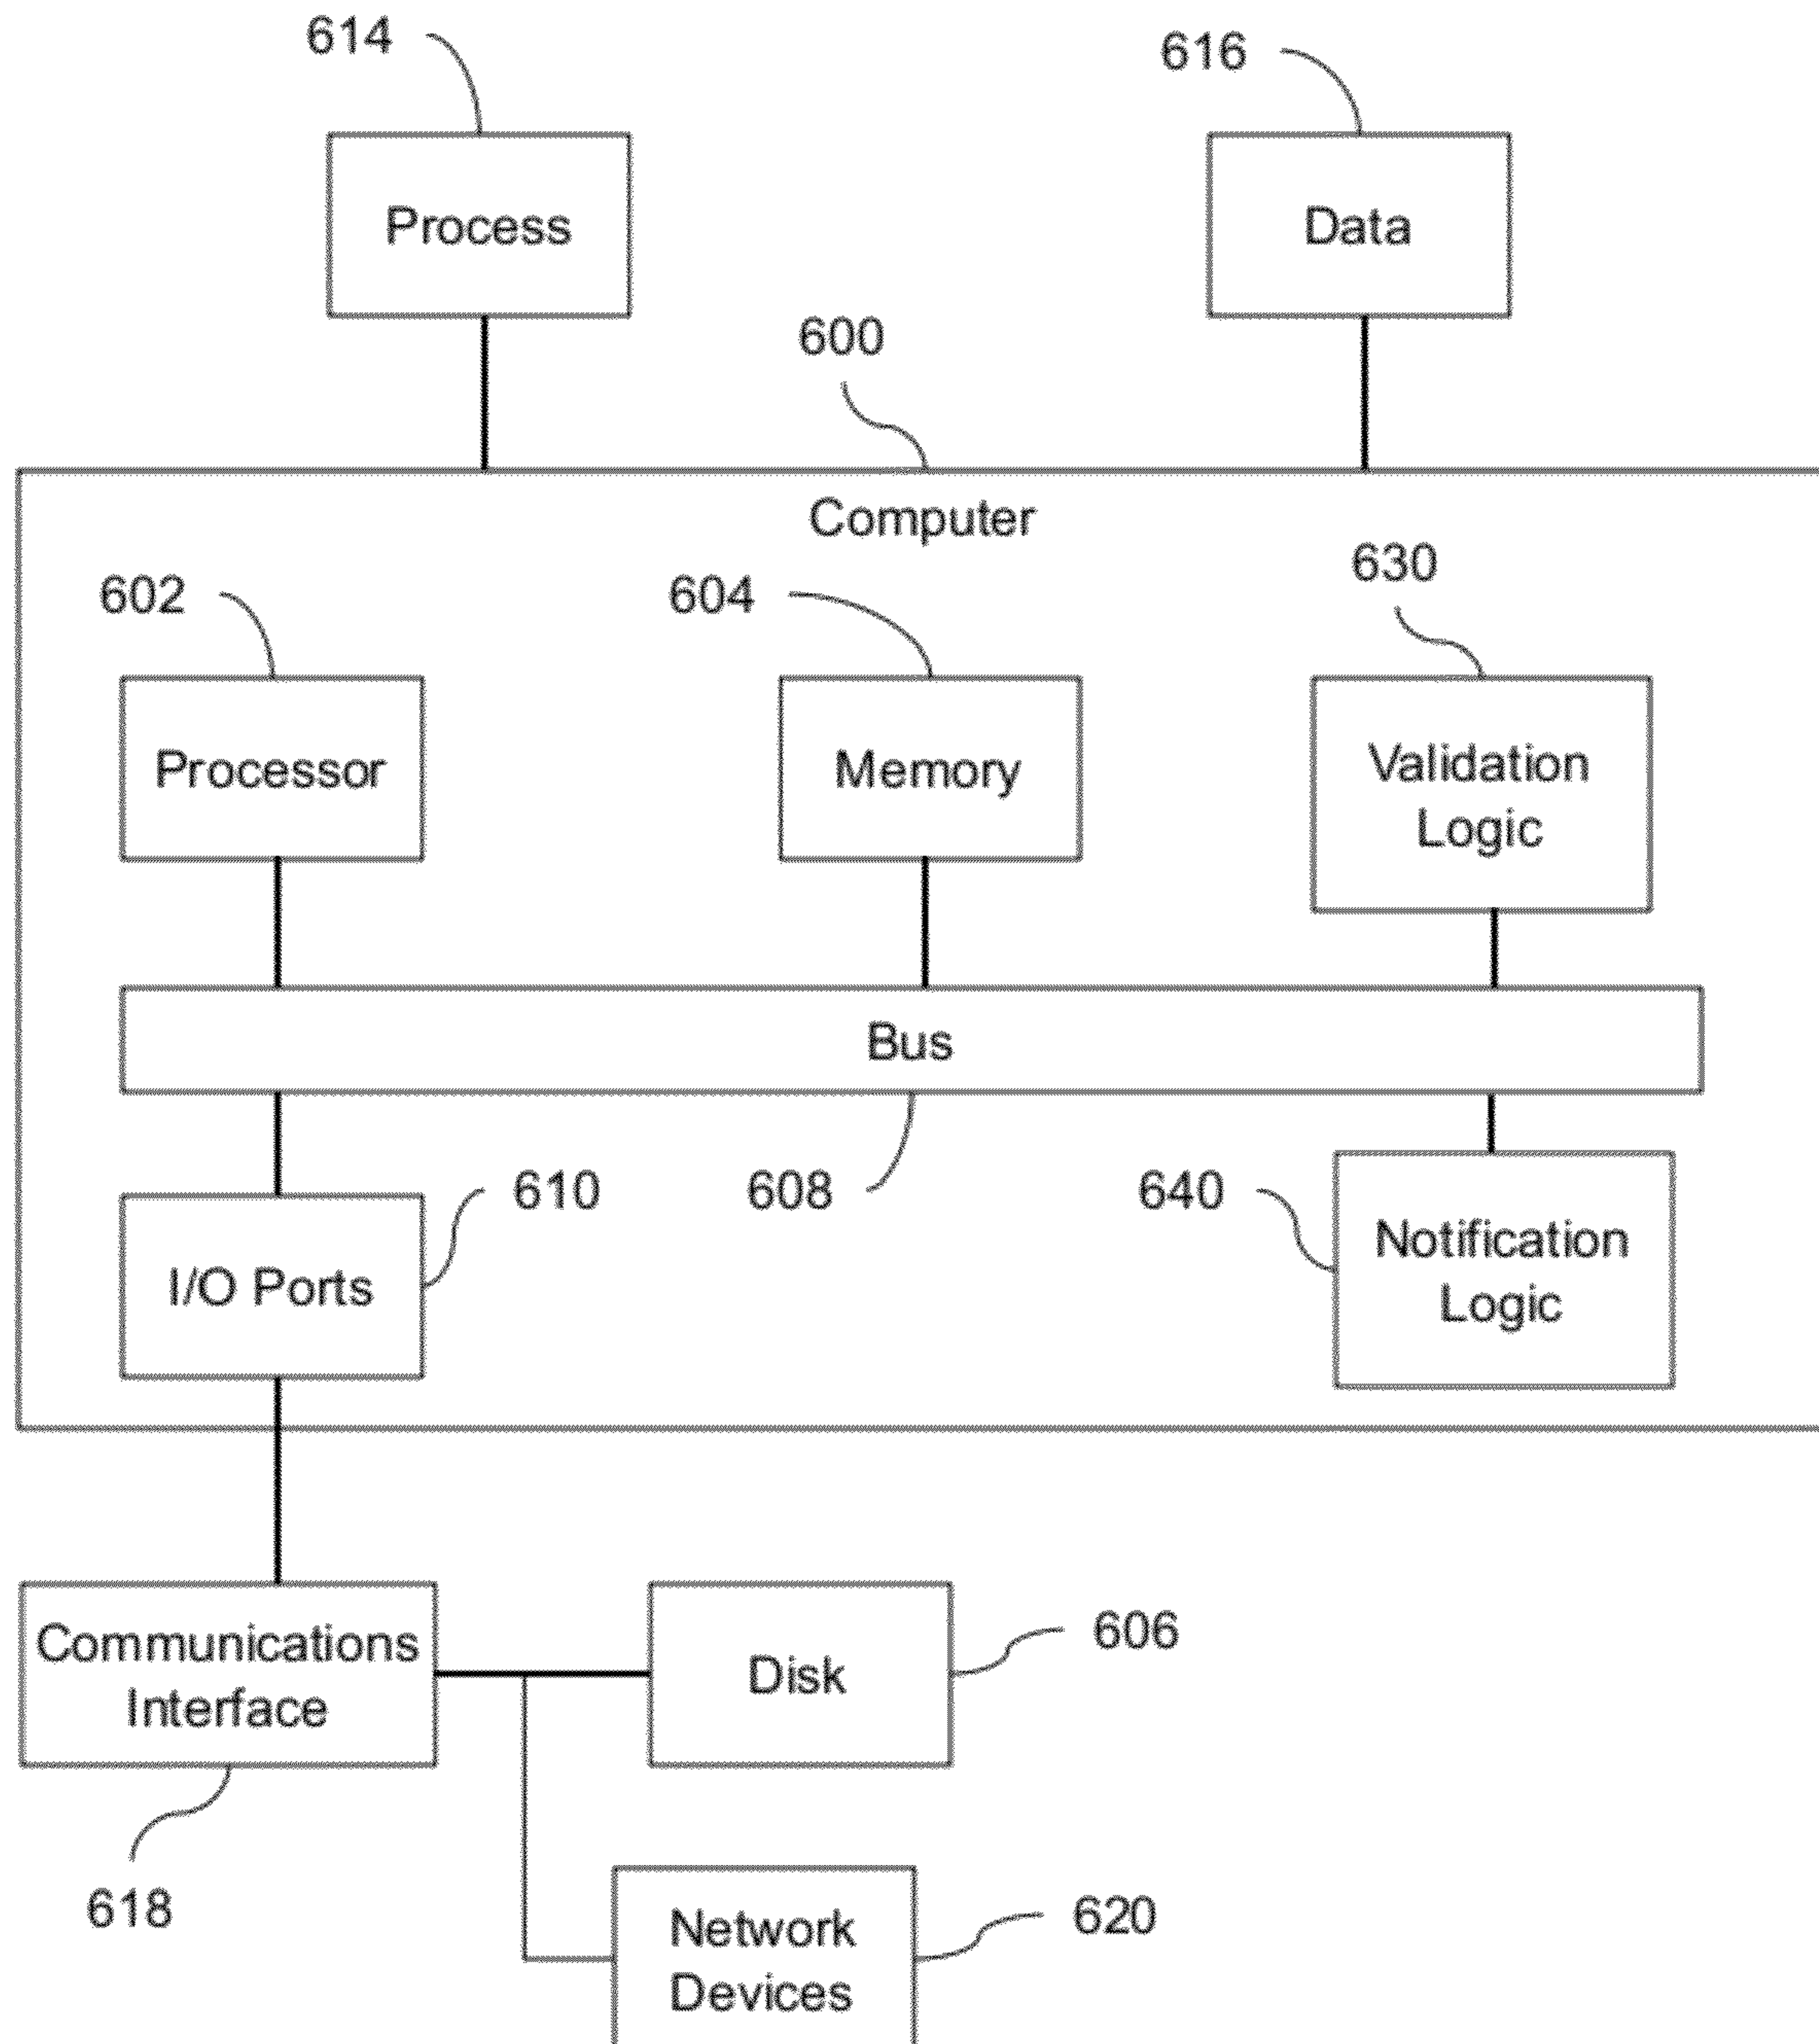 614
616
Process
Data
600
Computer
602
604
630
Processor
Memory
Validation
Logic
Bus
610
608
640
I/O Ports
Notification
Logic
Communications
Interface
Disk
606
618
Network
Devices
620